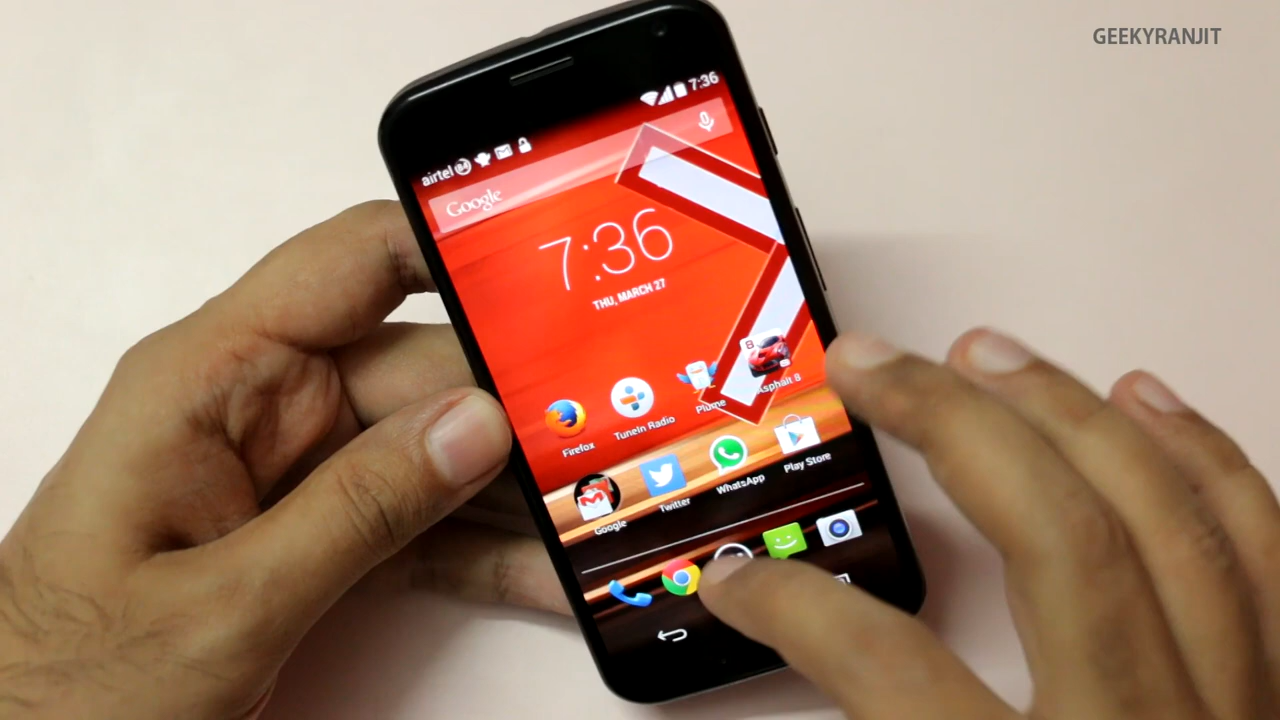 GEEKYRANJIT
7:36
airtel
Google
7:36
THU, MARCH 27
8
Asphalt 8
Plume
TuneIn Radio
Firefox
Play Store
WhatsApp
Twitter
Google